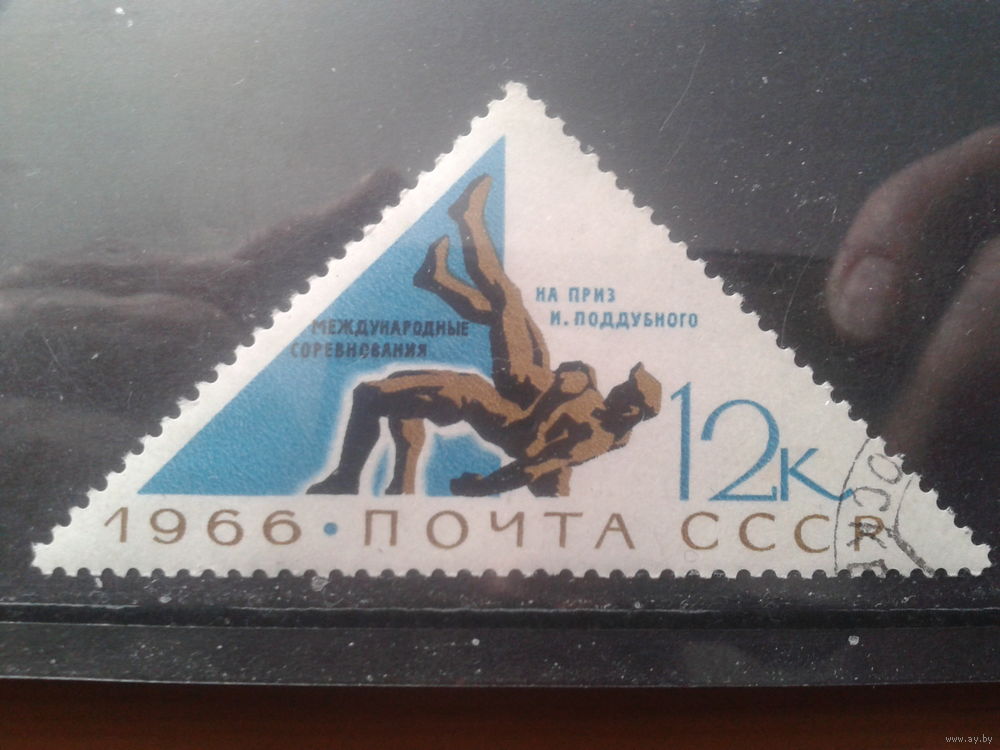 МЕЖДУНАРОДНЫЕ
СОРЕВНОВАНИЯ
НА ПРИЗ
И. ПОДДУБНОГО
12к
1966 • ПОЧТА СССР
www.ay.by